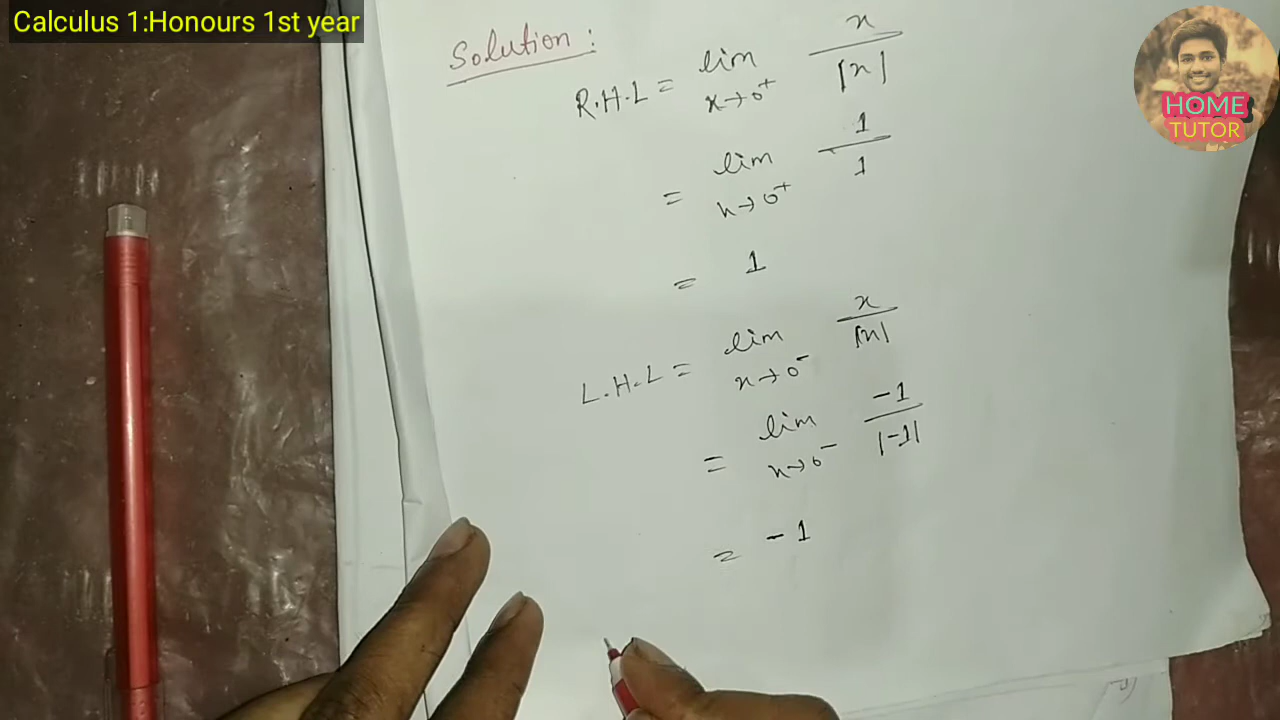 Calculus 1:Honours 1st year
HOME
TUTOR
Solution:
R.H.L = lim x→0⁺ x/|x|
= lim x→0⁺ 1/1
= 1
L.H.L = lim x→0⁻ x/|x|
= lim x→0⁻ -1/|-1|
= -1